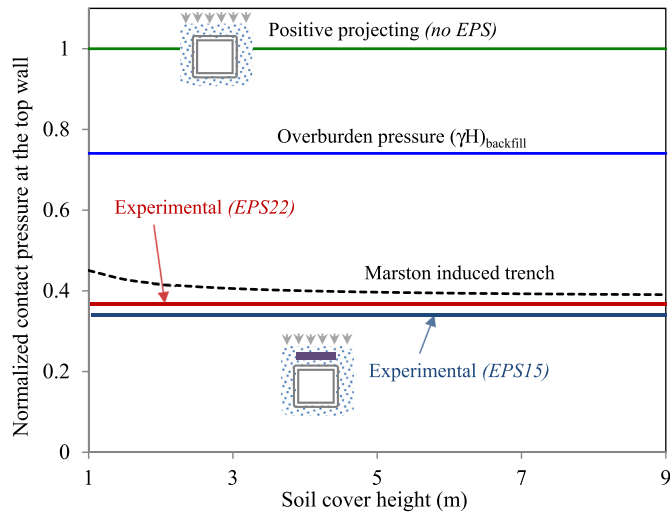 Normalized contact pressure at the top wall
1
0.8
0.6
0.4
0.2
0
Positive projecting (no EPS)
Overburden pressure (γH)backfill
Experimental (EPS22)
Marston induced trench
Experimental (EPS15)
1 3 5 7 9
Soil cover height (m)